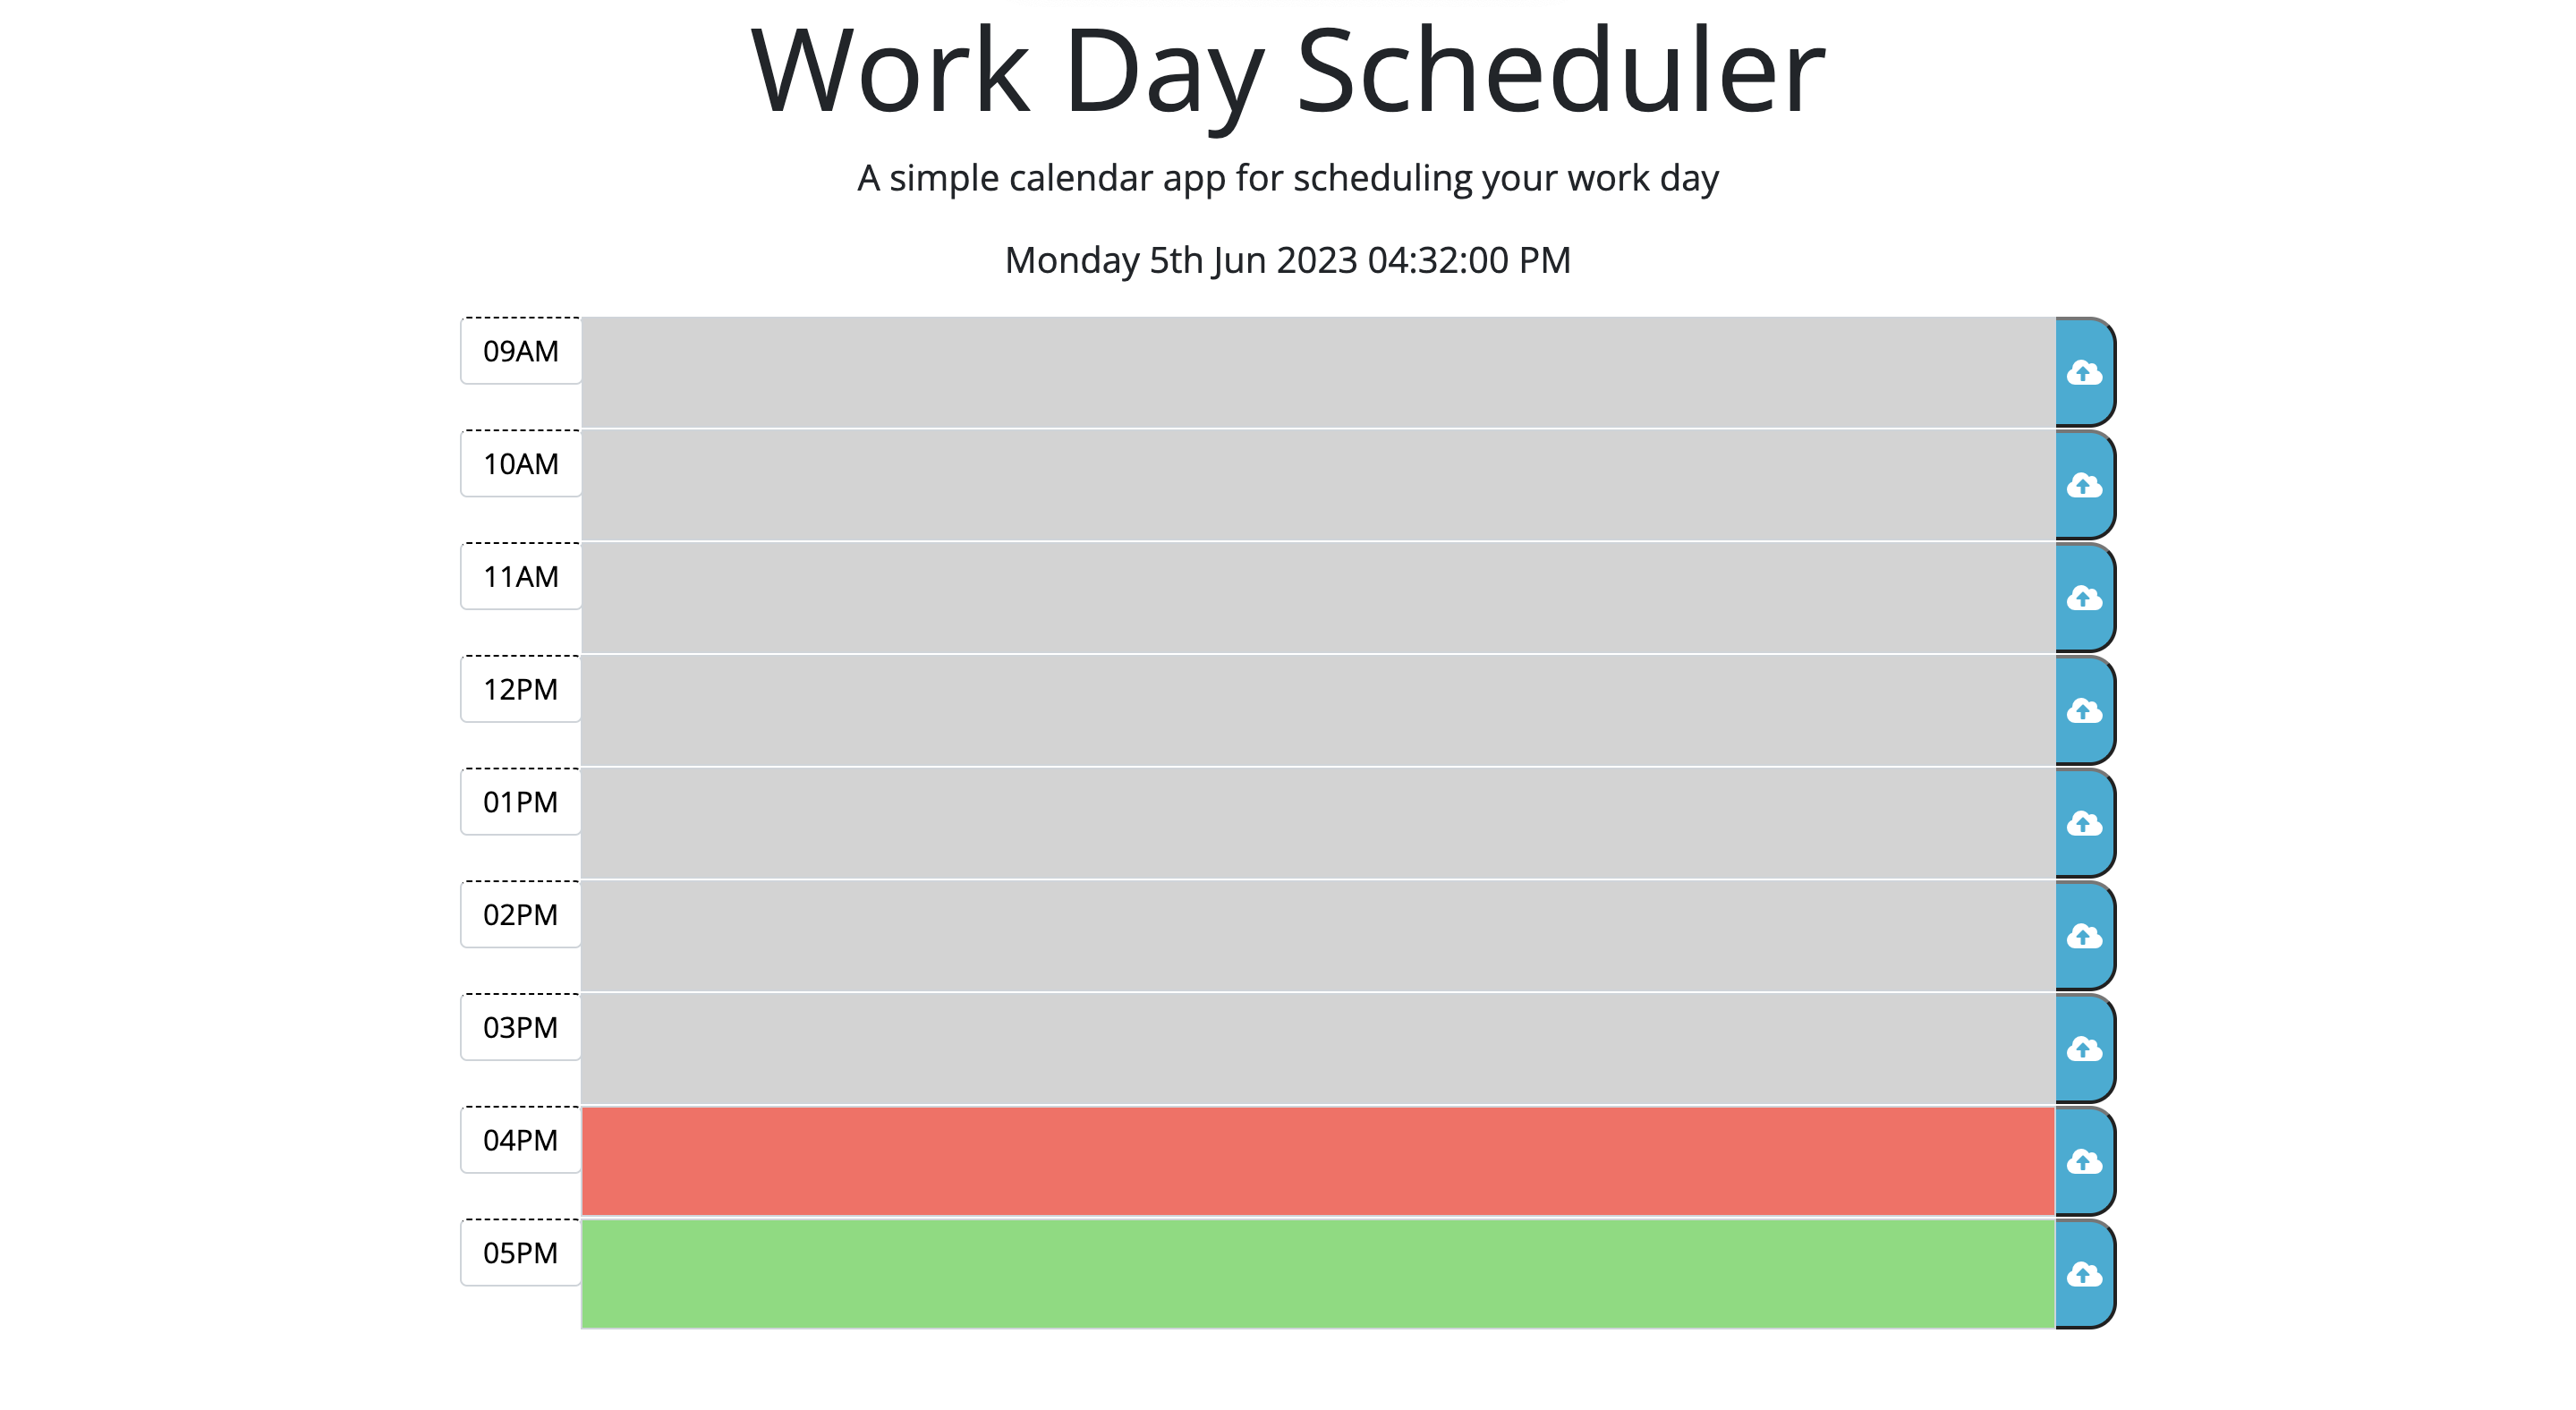 Work Day Scheduler
A simple calendar app for scheduling your work day
Monday 5th Jun 2023 04:32:00 PM
09AM
10AM
11AM
12PM
01PM
02PM
03PM
04PM
05PM